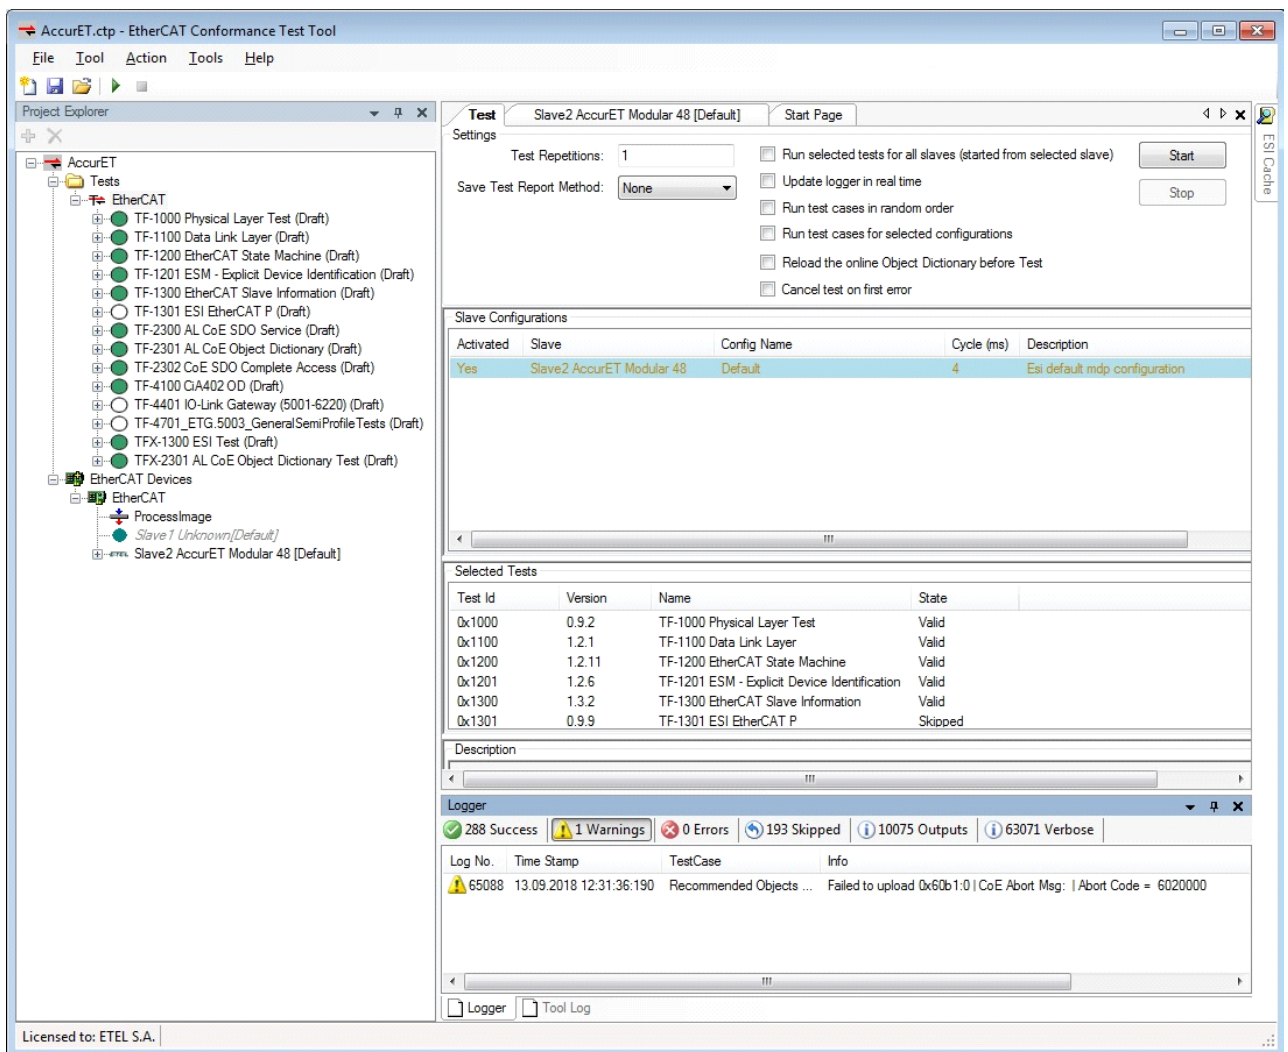 AccurET.ctp - EtherCAT Conformance Test Tool
File Tool Action Tools Help
Project Explorer
AccurET
Tests
EtherCAT
TF-1000 Physical Layer Test (Draft)
TF-1100 Data Link Layer (Draft)
TF-1200 EtherCAT State Machine (Draft)
TF-1201 ESM - Explicit Device Identification (Draft)
TF-1300 EtherCAT Slave Information (Draft)
TF-1301 ESI EtherCAT P (Draft)
TF-2300 AL CoE SDO Service (Draft)
TF-2301 AL CoE Object Dictionary (Draft)
TF-2302 CoE SDO Complete Access (Draft)
TF-4100 CiA402 OD (Draft)
TF-4401 IO-Link Gateway (5001-6220) (Draft)
TF-4701_ETG.5003_GeneralSemiProfileTests (Draft)
TFX-1300 ESI Test (Draft)
TFX-2301 AL CoE Object Dictionary Test (Draft)
EtherCAT Devices
EtherCAT
ProcessImage
Slave1 Unknown[Default]
ETEL Slave2 AccurET Modular 48 [Default]
Test Slave2 AccurET Modular 48 [Default] Start Page
Settings
Test Repetitions: 1
Save Test Report Method: None
Run selected tests for all slaves (started from selected slave)
Update logger in real time
Run test cases in random order
Run test cases for selected configurations
Reload the online Object Dictionary before Test
Cancel test on first error
Start
Stop
ESI Cache
Slave Configurations
Activated Slave Config Name Cycle (ms) Description
Yes Slave2 AccurET Modular 48 Default 4 Esi default mdp configuration
Selected Tests
Test Id Version Name State
0x1000 0.9.2 TF-1000 Physical Layer Test Valid
0x1100 1.2.1 TF-1100 Data Link Layer Valid
0x1200 1.2.11 TF-1200 EtherCAT State Machine Valid
0x1201 1.2.6 TF-1201 ESM - Explicit Device Identification Valid
0x1300 1.3.2 TF-1300 EtherCAT Slave Information Valid
0x1301 0.9.9 TF-1301 ESI EtherCAT P Skipped
Description
Logger
288 Success 1 Warnings 0 Errors 193 Skipped 10075 Outputs 63071 Verbose
Log No. Time Stamp TestCase Info
65088 13.09.2018 12:31:36:190 Recommended Objects ... Failed to upload 0x60b1:0 | CoE Abort Msg: | Abort Code = 6020000
Logger Tool Log
Licensed to: ETEL S.A.